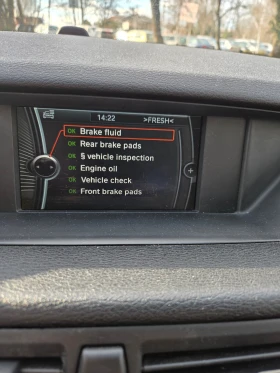 14:22 >FRESH<
OK Brake fluid
OK Rear brake pads
OK § vehicle inspection
OK Engine oil
OK Vehicle check
OK Front brake pads